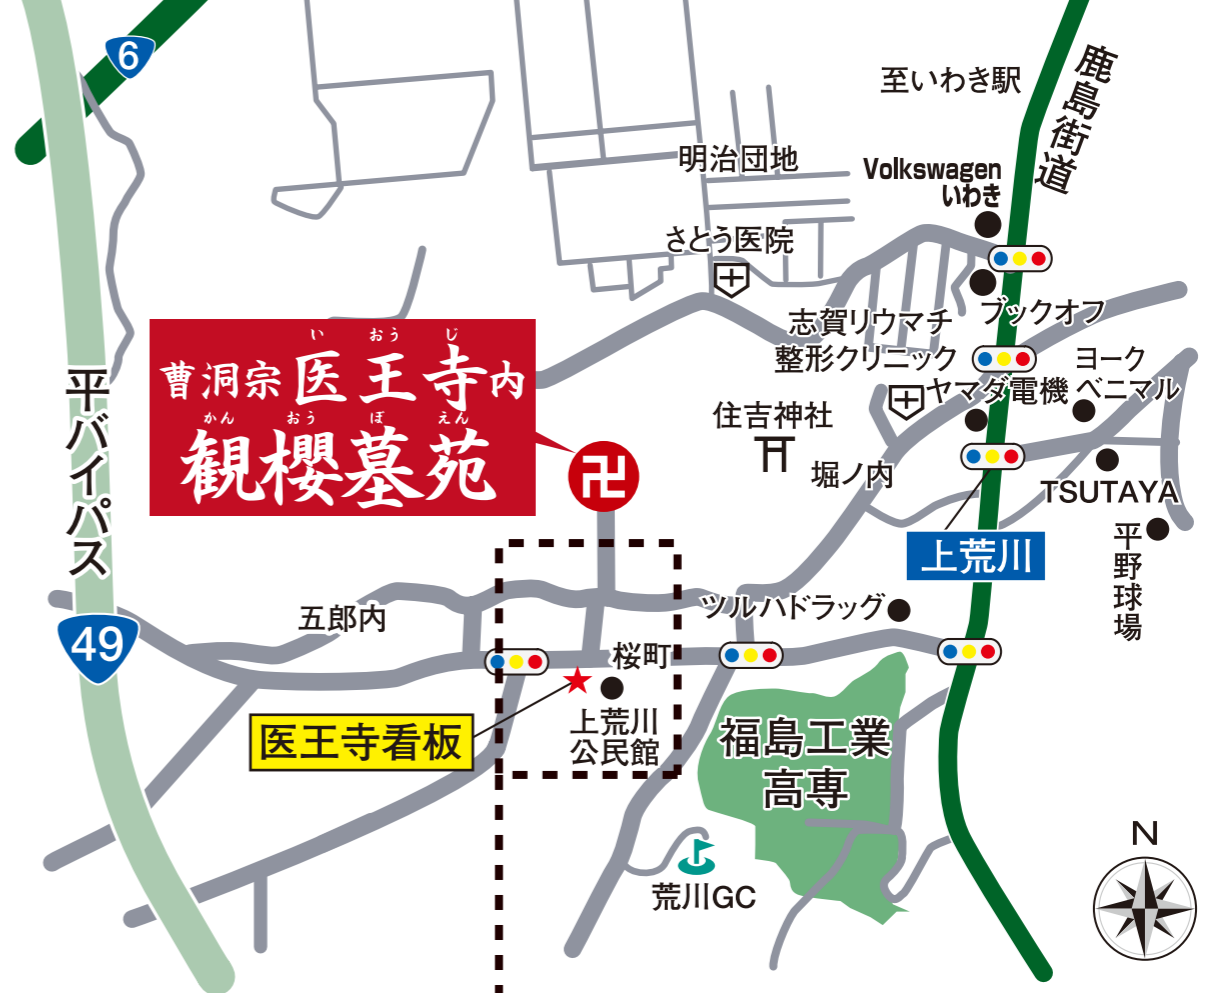 6
至いわき駅
鹿島街道
明治団地
Volkswagen
いわき
さとう医院
ブックオフ
志賀リウマチ
整形クリニック
ヨーク
ベニマル
ヤマダ電機
い おう じ
曹洞宗医王寺内
かん おう ぼ えん
観櫻墓苑
卍
平バイパス
住吉神社
堀ノ内
TSUTAYA
上荒川
平野球場
49
五郎内
ツルハドラッグ
桜町
医王寺看板
上荒川
公民館
福島工業
高専
荒川GC
N